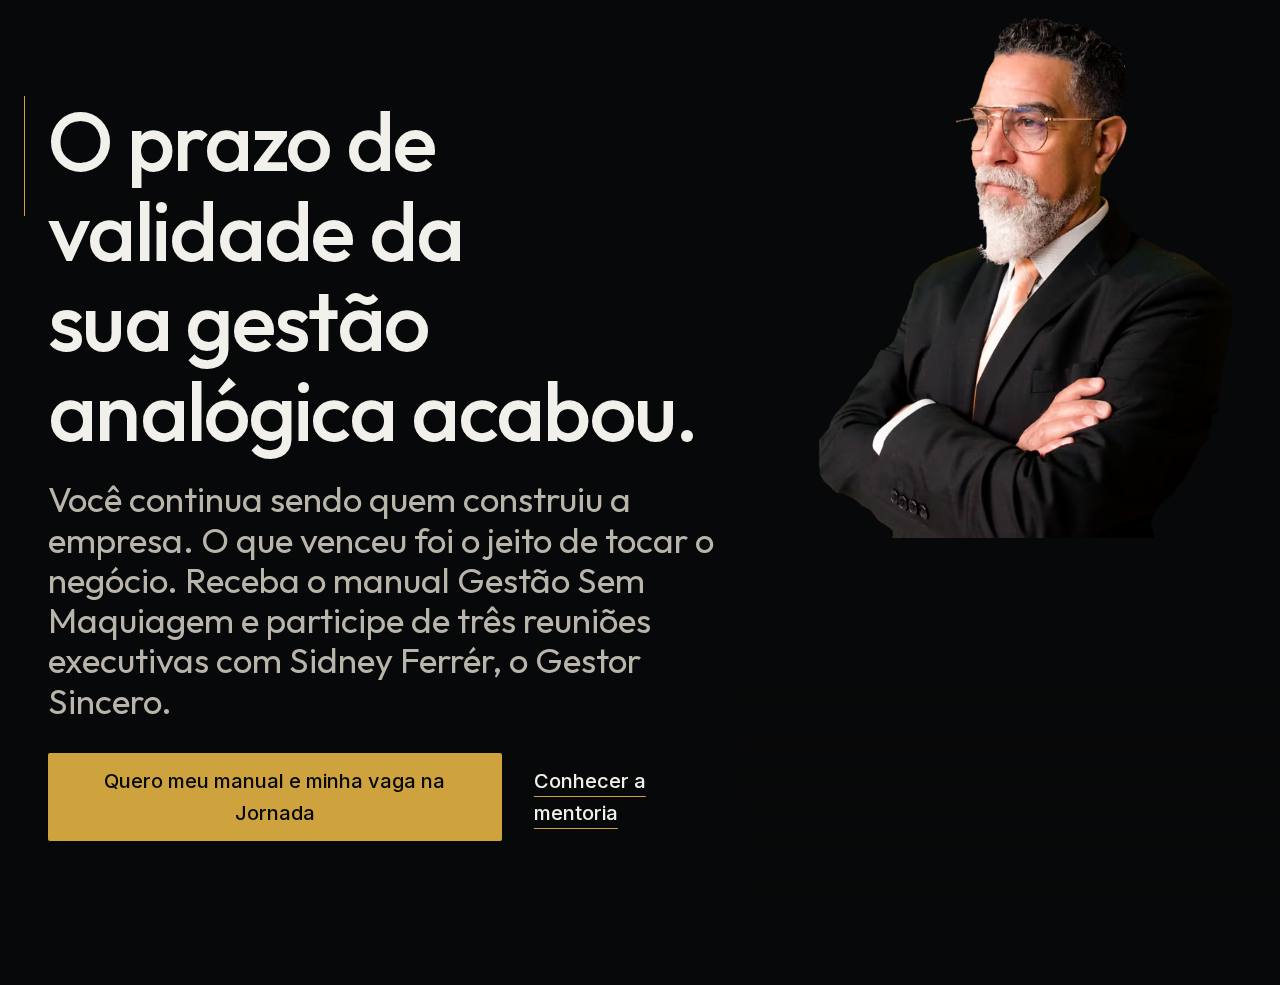 O prazo de
validade da
sua gestão
analógica acabou.
Você continua sendo quem construiu a
empresa. O que venceu foi o jeito de tocar o
negócio. Receba o manual Gestão Sem
Maquiagem e participe de três reuniões
executivas com Sidney Ferrér, o Gestor
Sincero.
Quero meu manual e minha vaga na
Jornada
Conhecer a
mentoria